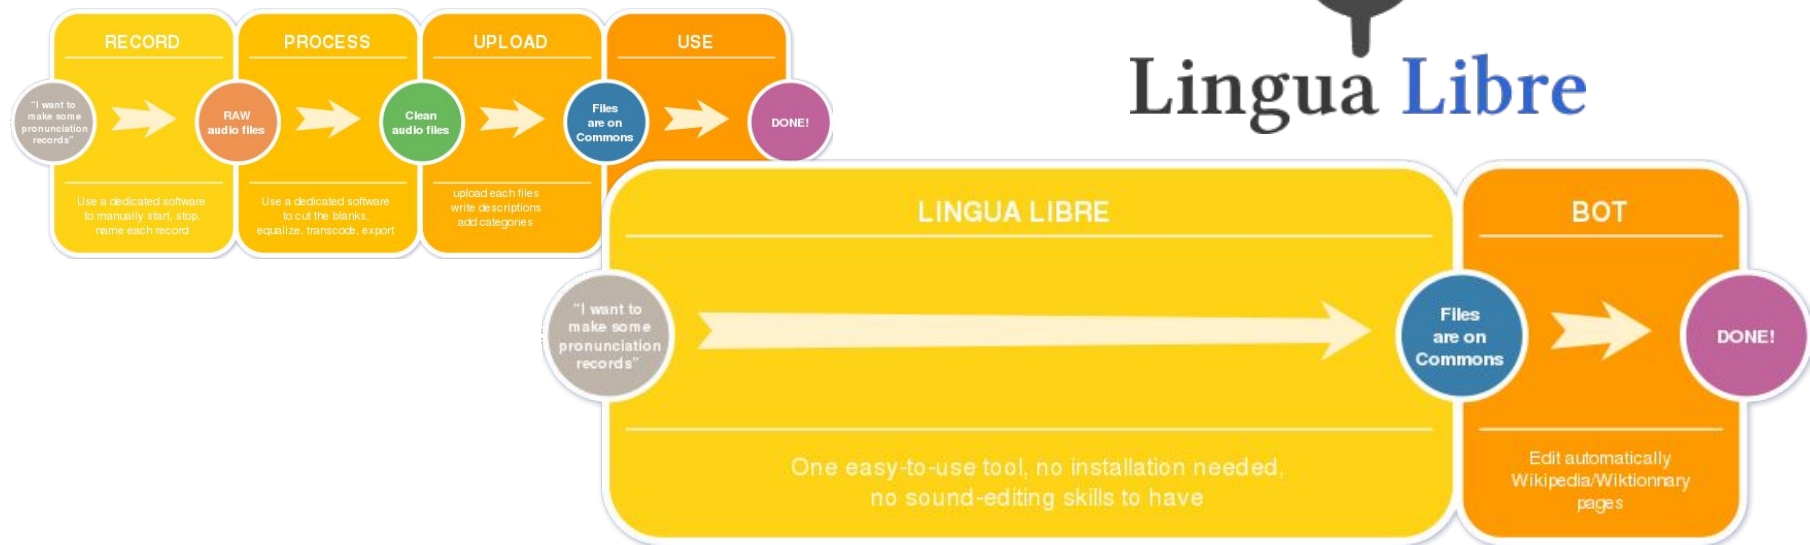 RECORD
PROCESS
UPLOAD
USE
"I want to
make some
pronunciation
records"
RAW
audio files
Clean
audio files
Files
are on
Commons
DONE!
Use a dedicated software
to manually start, stop,
name each record
Use a dedicated software
to cut the blanks,
equalize, transcode, export
upload each files
write descriptions
add categories
Lingua Libre
LINGUA LIBRE
BOT
"I want to
make some
pronunciation
records"
Files
are on
Commons
DONE!
One easy-to-use tool, no installation needed,
no sound-editing skills to have
Edit automatically
Wikipedia/Wiktionnary
pages